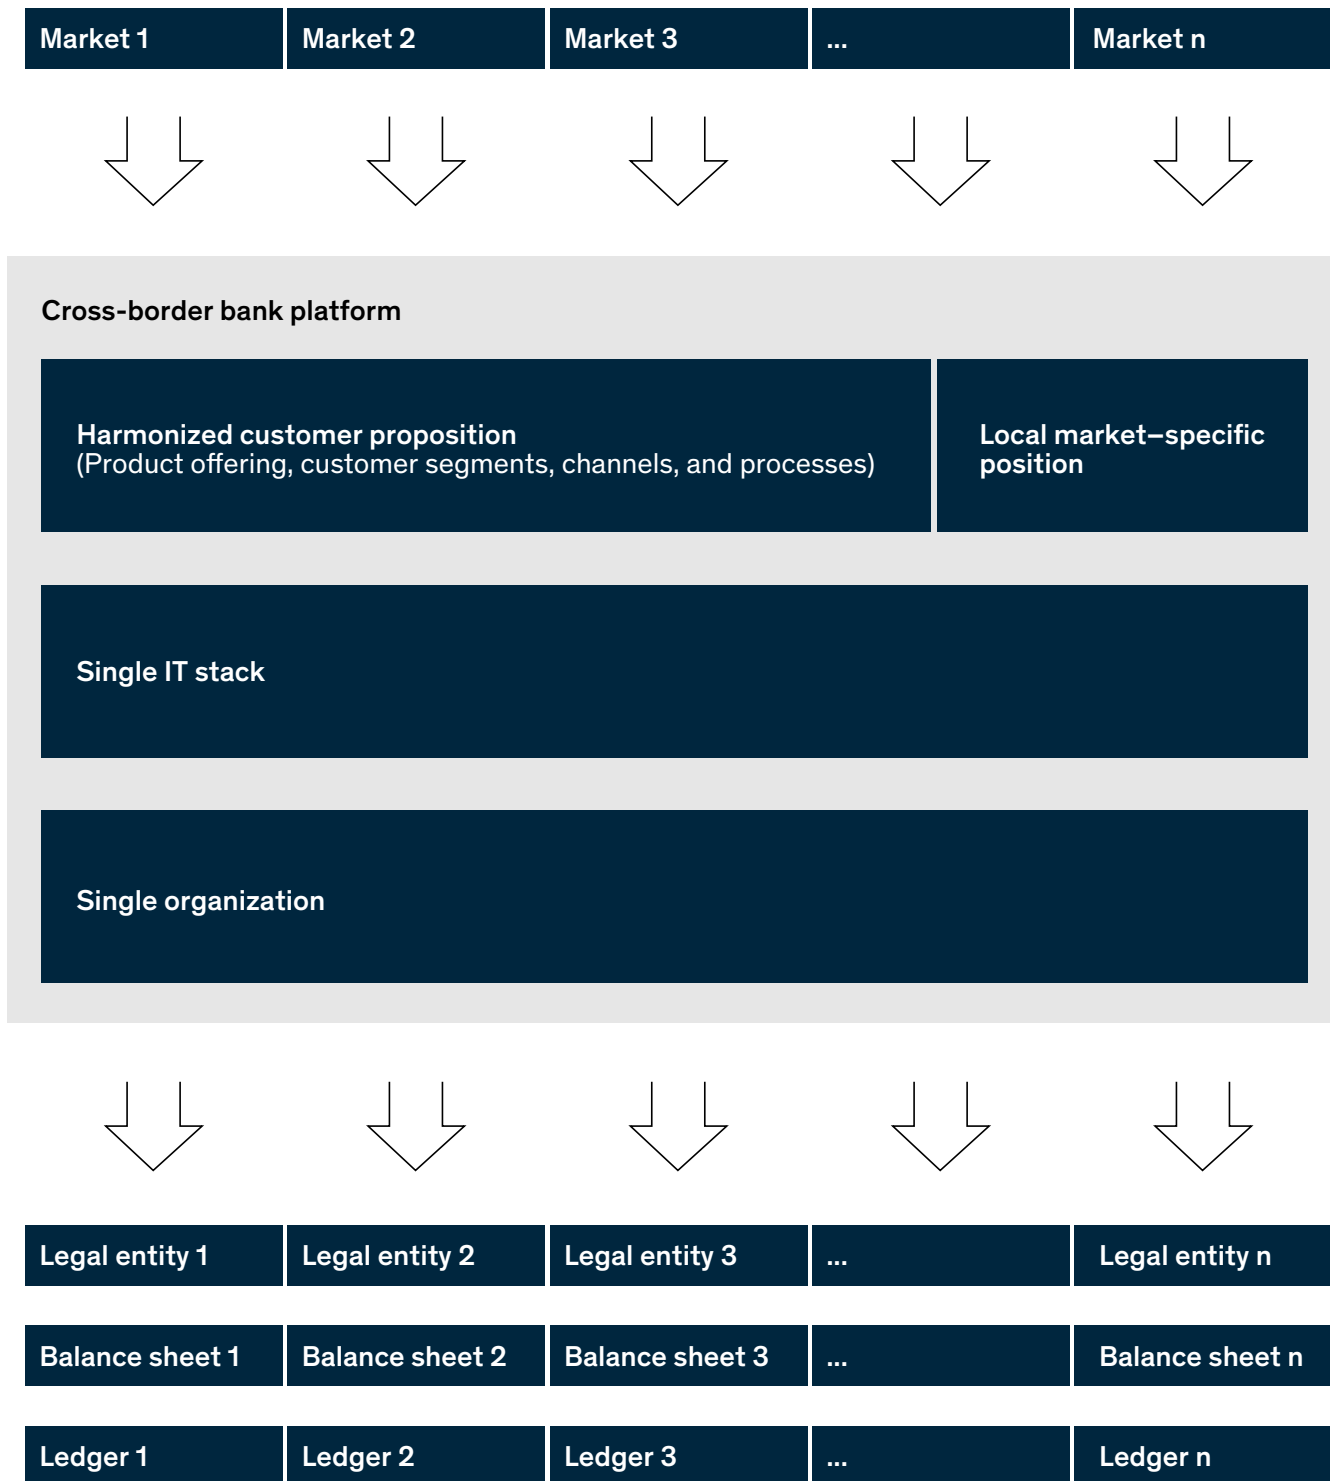 Market 1
Market 2
Market 3
...
Market n
Cross-border bank platform
Harmonized customer proposition
(Product offering, customer segments, channels, and processes)
Local market–specific
position
Single IT stack
Single organization
Legal entity 1
Legal entity 2
Legal entity 3
...
Legal entity n
Balance sheet 1
Balance sheet 2
Balance sheet 3
...
Balance sheet n
Ledger 1
Ledger 2
Ledger 3
...
Ledger n